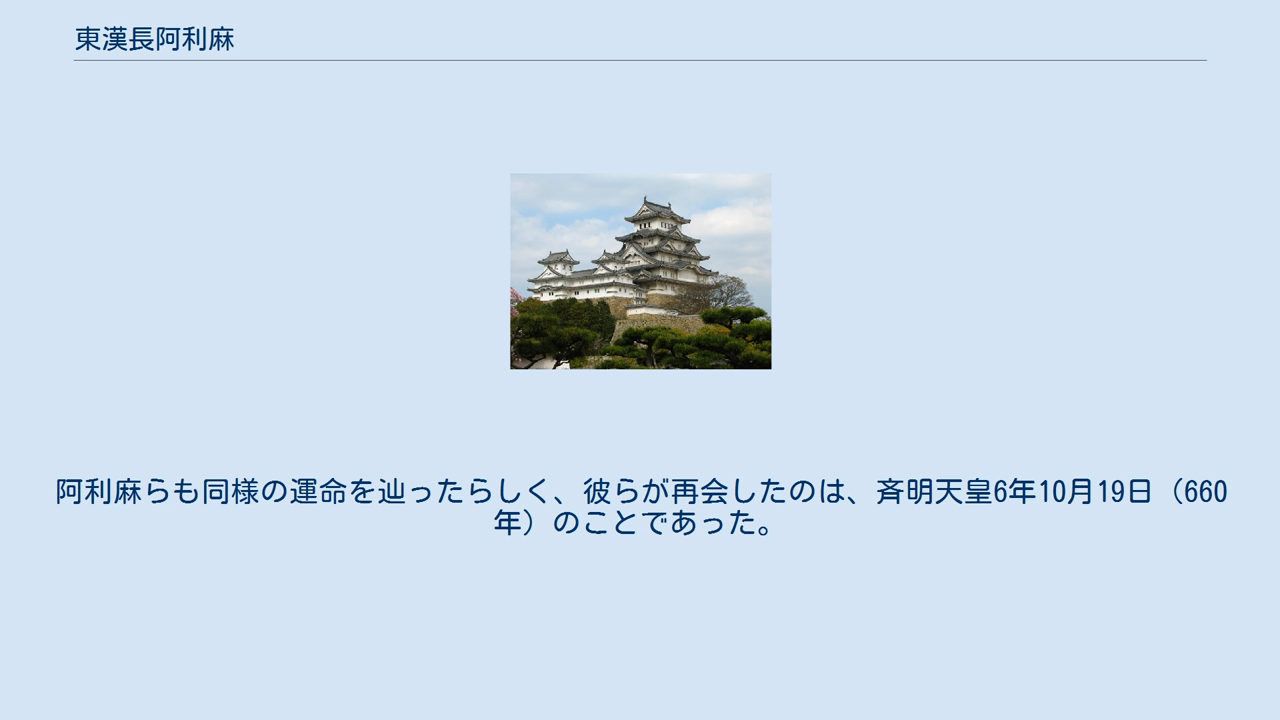 東漢長阿利麻
阿利麻らも同様の運命を辿ったらしく、彼らが再会したのは、斉明天皇6年10月19日（660
年）のことであった。